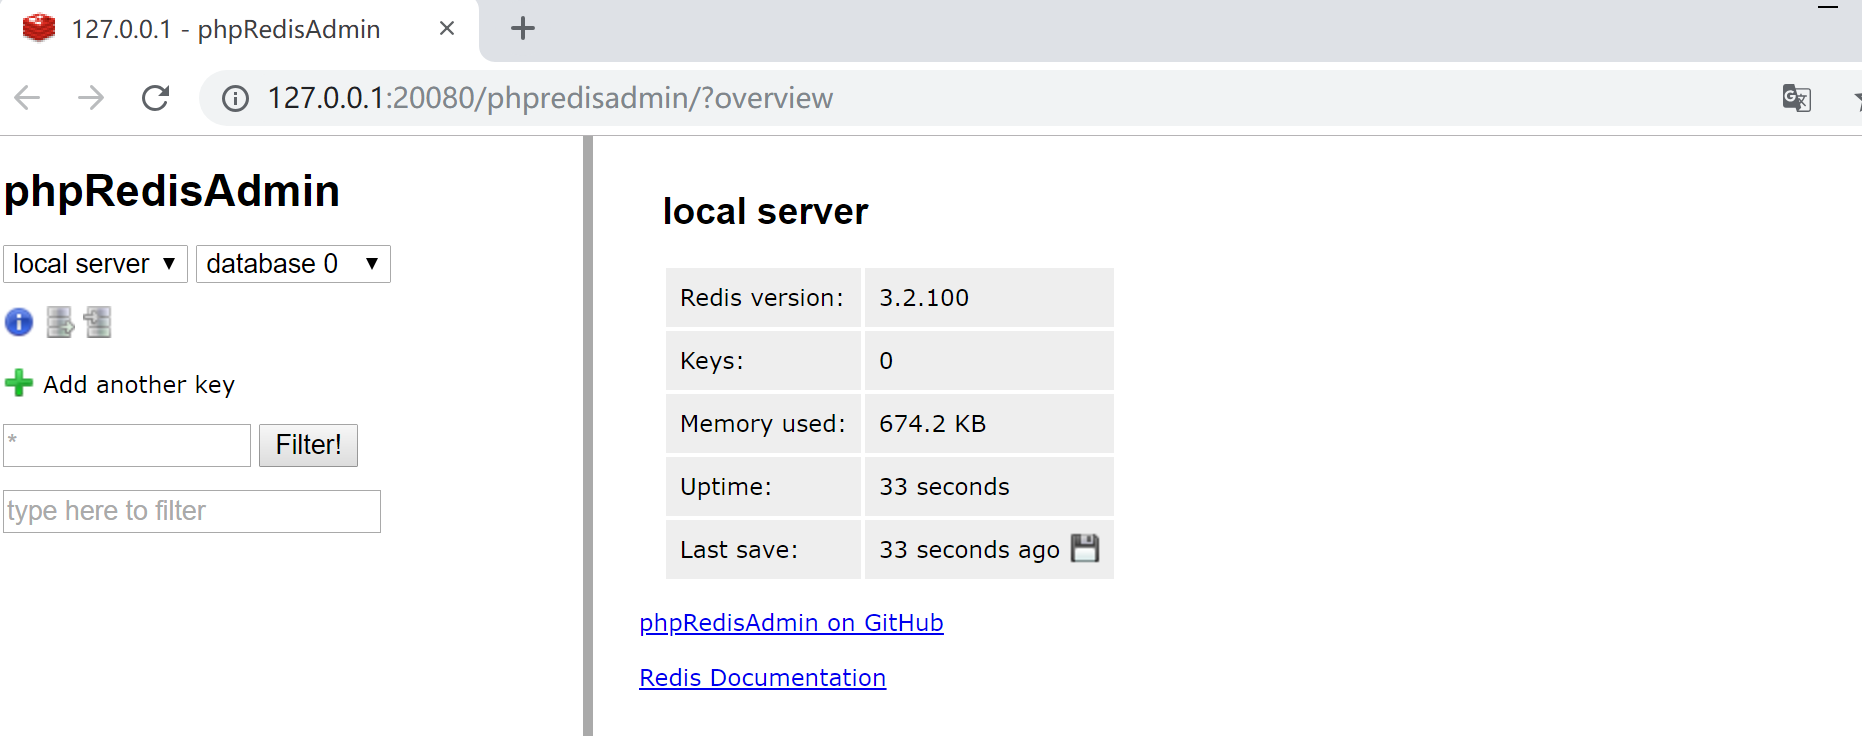 127.0.0.1 - phpRedisAdmin
127.0.0.1:20080/phpredisadmin/?overview
phpRedisAdmin
local server database 0
Add another key
* Filter!
type here to filter
local server
Redis version: 3.2.100
Keys: 0
Memory used: 674.2 KB
Uptime: 33 seconds
Last save: 33 seconds ago
phpRedisAdmin on GitHub
Redis Documentation